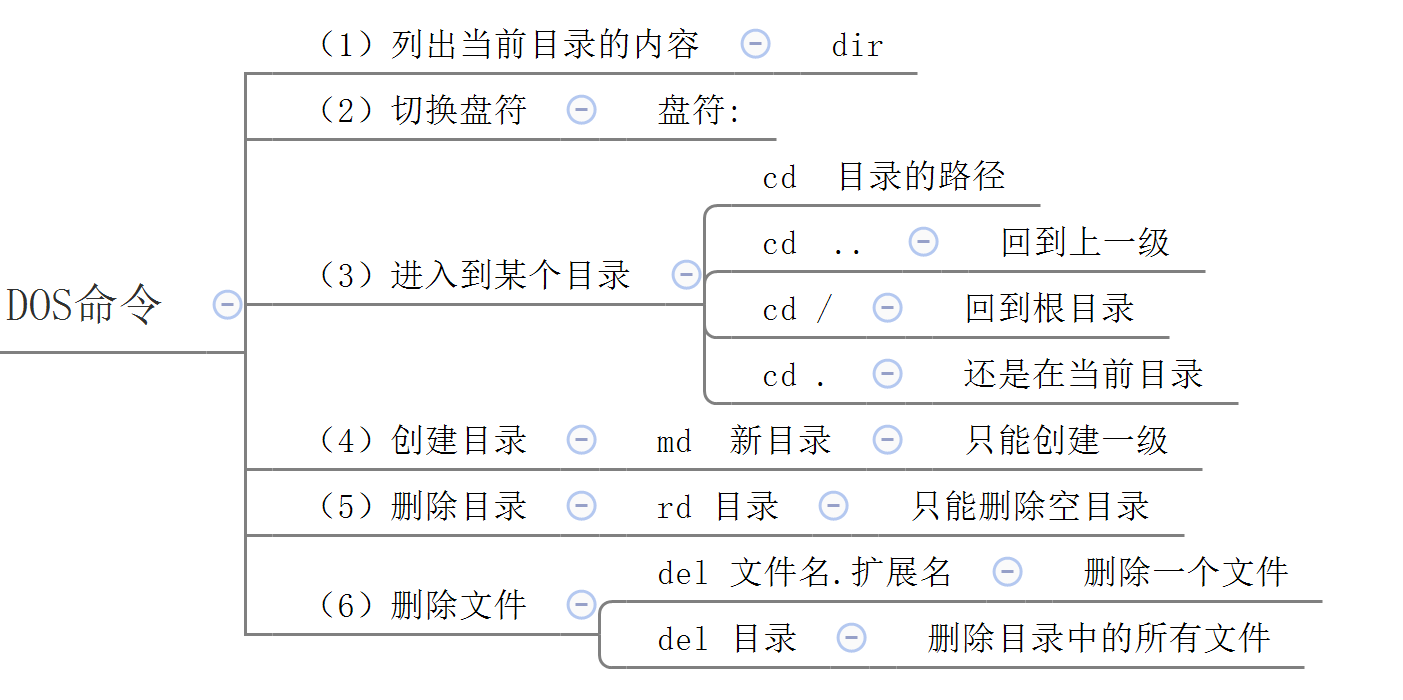 DOS命令
（1）列出当前目录的内容 dir
（2）切换盘符 盘符:
（3）进入到某个目录
cd 目录的路径
cd .. 回到上一级
cd / 回到根目录
cd . 还是在当前目录
（4）创建目录 md 新目录 只能创建一级
（5）删除目录 rd 目录 只能删除空目录
（6）删除文件
del 文件名.扩展名 删除一个文件
del 目录 删除目录中的所有文件